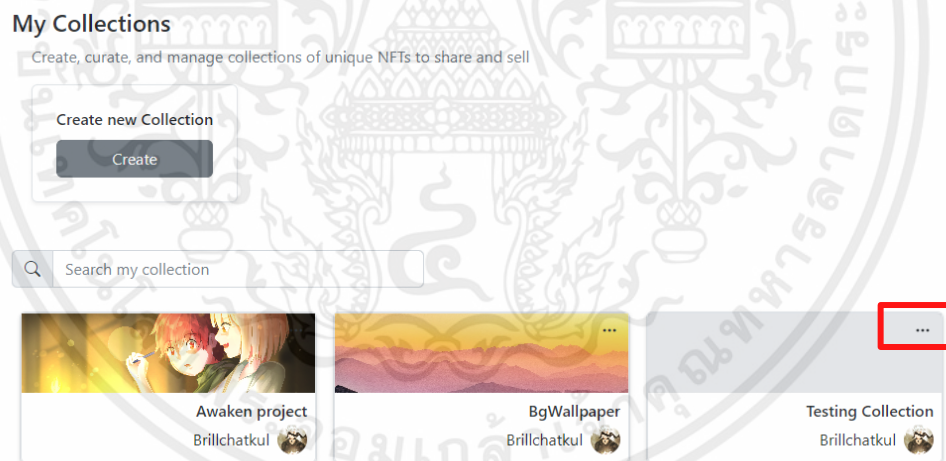 My Collections
Create, curate, and manage collections of unique NFTs to share and sell
Create new Collection
Create
Search my collection
Awaken project
Brillchatkul
BgWallpaper
Brillchatkul
Testing Collection
Brillchatkul